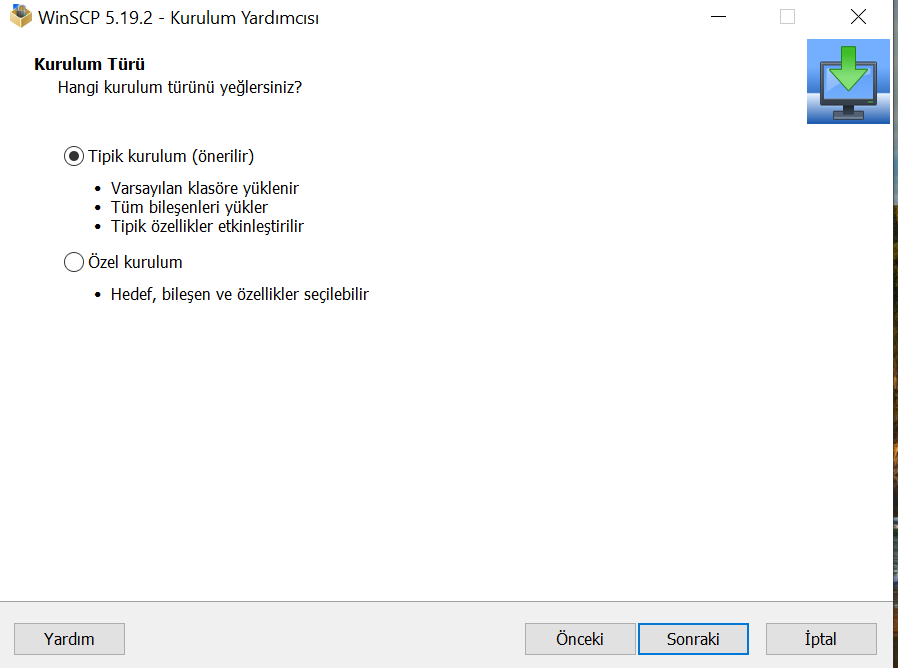 WinSCP 5.19.2 - Kurulum Yardımcısı
Kurulum Türü
Hangi kurulum türünü yeğlersiniz?
Tipik kurulum (önerilir)
• Varsayılan klasöre yüklenir
• Tüm bileşenleri yükler
• Tipik özellikler etkinleştirilir
Özel kurulum
• Hedef, bileşen ve özellikler seçilebilir
Yardım
Önceki
Sonraki
İptal